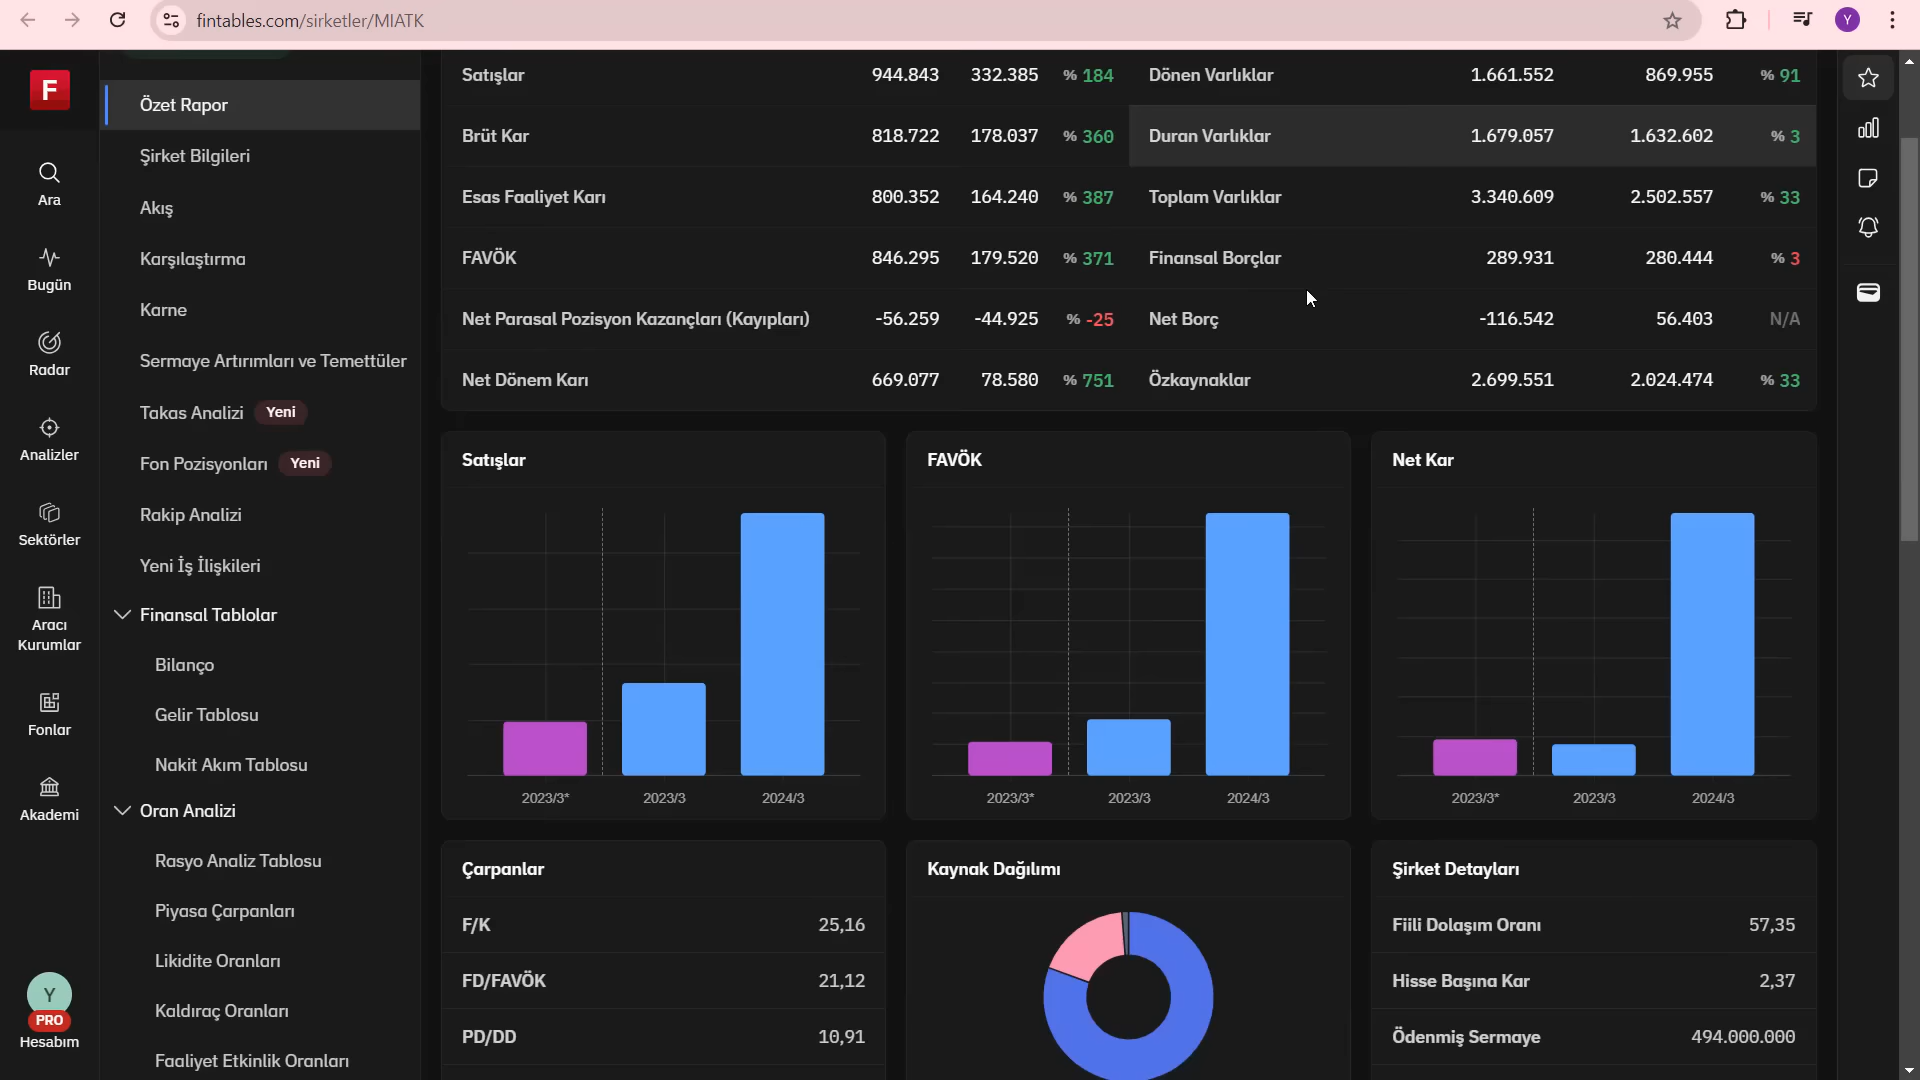 fintables.com/sirketler/MIATK
Y
F
Ara
Bugün
Radar
Analizler
Sektörler
Aracı
Kurumlar
Fonlar
Akademi
Y
PRO
Hesabım
Özet Rapor
Şirket Bilgileri
Akış
Karşılaştırma
Karne
Sermaye Artırımları ve Temettüler
Takas Analizi Yeni
Fon Pozisyonları Yeni
Rakip Analizi
Yeni İş İlişkileri
Finansal Tablolar
Bilanço
Gelir Tablosu
Nakit Akım Tablosu
Oran Analizi
Rasyo Analiz Tablosu
Piyasa Çarpanları
Likidite Oranları
Kaldıraç Oranları
Faaliyet Etkinlik Oranları
Satışlar 944.843 332.385 % 184 Dönen Varlıklar 1.661.552 869.955 % 91
Brüt Kar 818.722 178.037 % 360 Duran Varlıklar 1.679.057 1.632.602 % 3
Esas Faaliyet Karı 800.352 164.240 % 387 Toplam Varlıklar 3.340.609 2.502.557 % 33
FAVÖK 846.295 179.520 % 371 Finansal Borçlar 289.931 280.444 % 3
Net Parasal Pozisyon Kazançları (Kayıpları) -56.259 -44.925 % -25 Net Borç -116.542 56.403 N/A
Net Dönem Karı 669.077 78.580 % 751 Özkaynaklar 2.699.551 2.024.474 % 33
Satışlar
2023/3* 2023/3 2024/3
FAVÖK
2023/3* 2023/3 2024/3
Net Kar
2023/3* 2023/3 2024/3
Çarpanlar
F/K 25,16
FD/FAVÖK 21,12
PD/DD 10,91
Kaynak Dağılımı
Şirket Detayları
Fiili Dolaşım Oranı 57,35
Hisse Başına Kar 2,37
Ödenmiş Sermaye 494.000.000